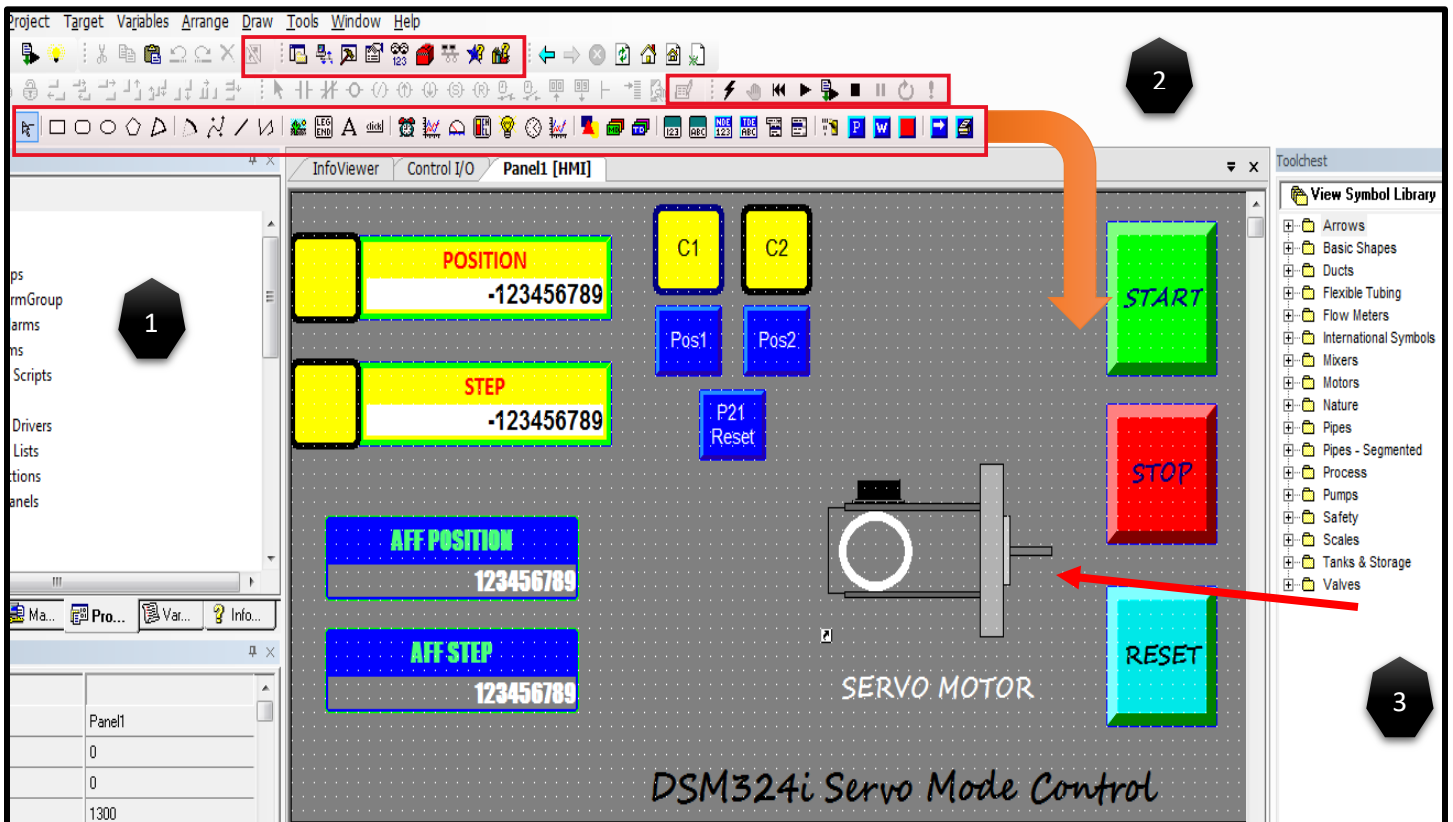 Project Target Variables Arrange Draw Tools Window Help
2
InfoViewer Control I/O Panel1 [HMI]
Toolchest
View Symbol Library
Arrows
Basic Shapes
Ducts
Flexible Tubing
Flow Meters
International Symbols
Mixers
Motors
Nature
Pipes
Pipes - Segmented
Process
Pumps
Safety
Scales
Tanks & Storage
Valves
3
ps
rmGroup
arms
ms
Scripts
Drivers
Lists
ctions
anels
1
Ma... Pro... Var... Info...
Panel1
0
0
1300
POSITION
-123456789
STEP
-123456789
C1 C2
Pos1 Pos2
P21
Reset
AFF POSITION
123456789
AFF STEP
123456789
START
STOP
RESET
SERVO MOTOR
DSM324i Servo Mode Control